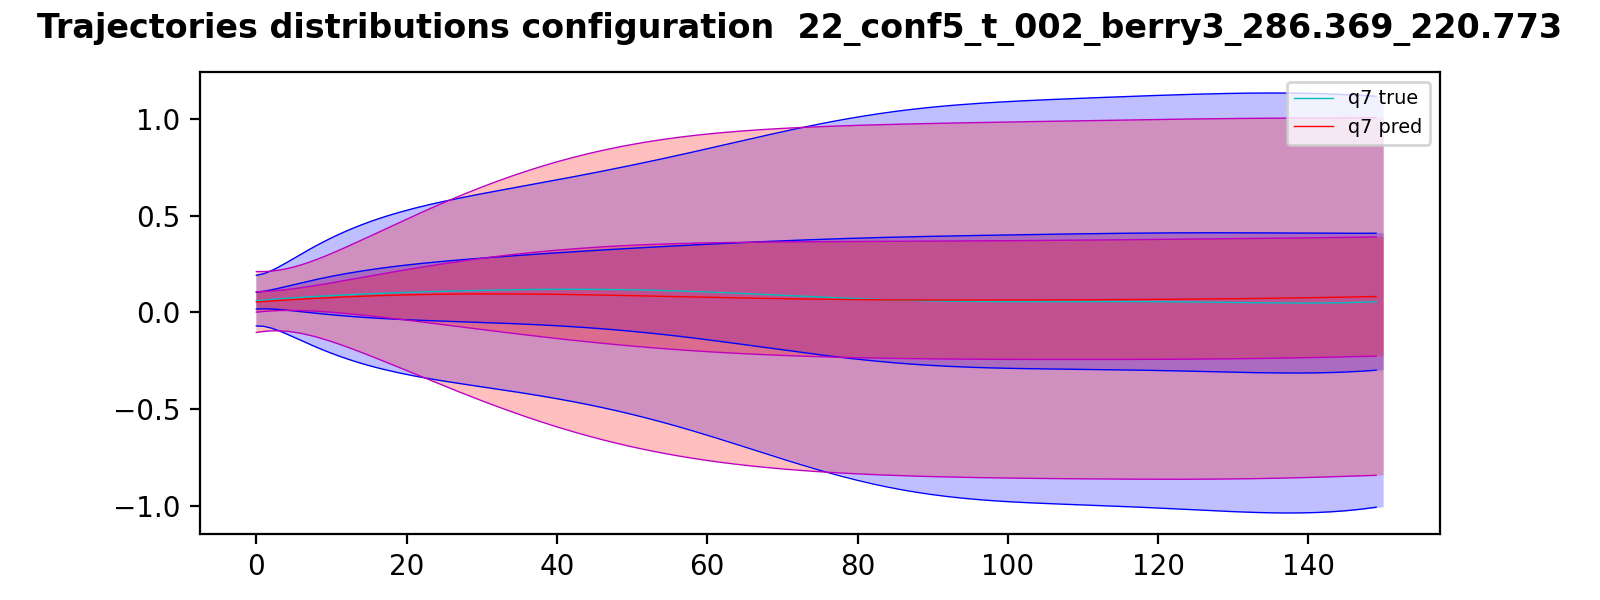 Trajectories distributions configuration  22_conf5_t_002_berry3_286.369_220.773
q7 true
q7 pred
1.0
0.5
0.0
−0.5
−1.0
0 20 40 60 80 100 120 140